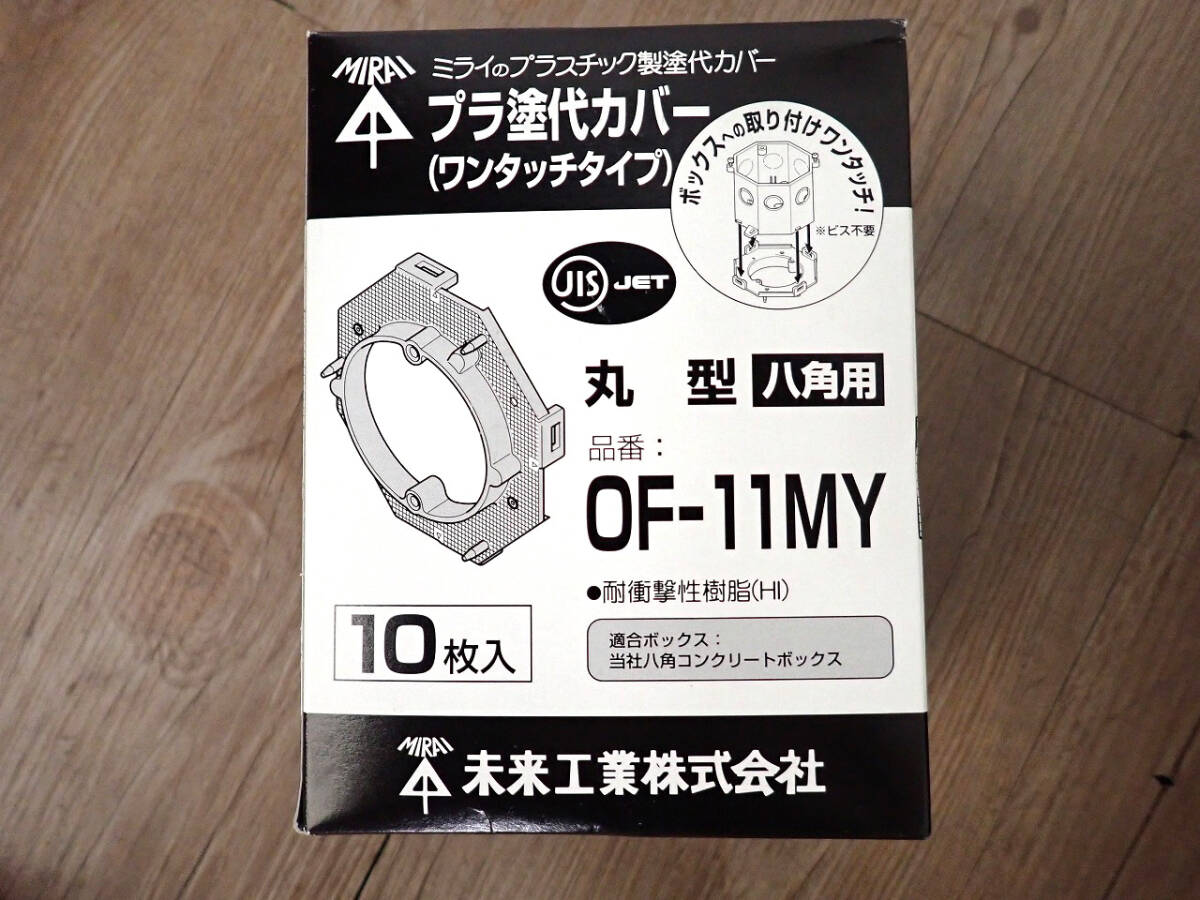 MIRAI
ミライのプラスチック製塗代カバー
プラ塗代カバー
(ワンタッチタイプ)
ボックスへの取り付けワンタッチ!
※ビス不要
JIS JET
丸型 八角用
品番:
OF-11MY
●耐衝撃性樹脂(HI)
10枚入
適合ボックス:
当社八角コンクリートボックス
MIRAI
未来工業株式会社